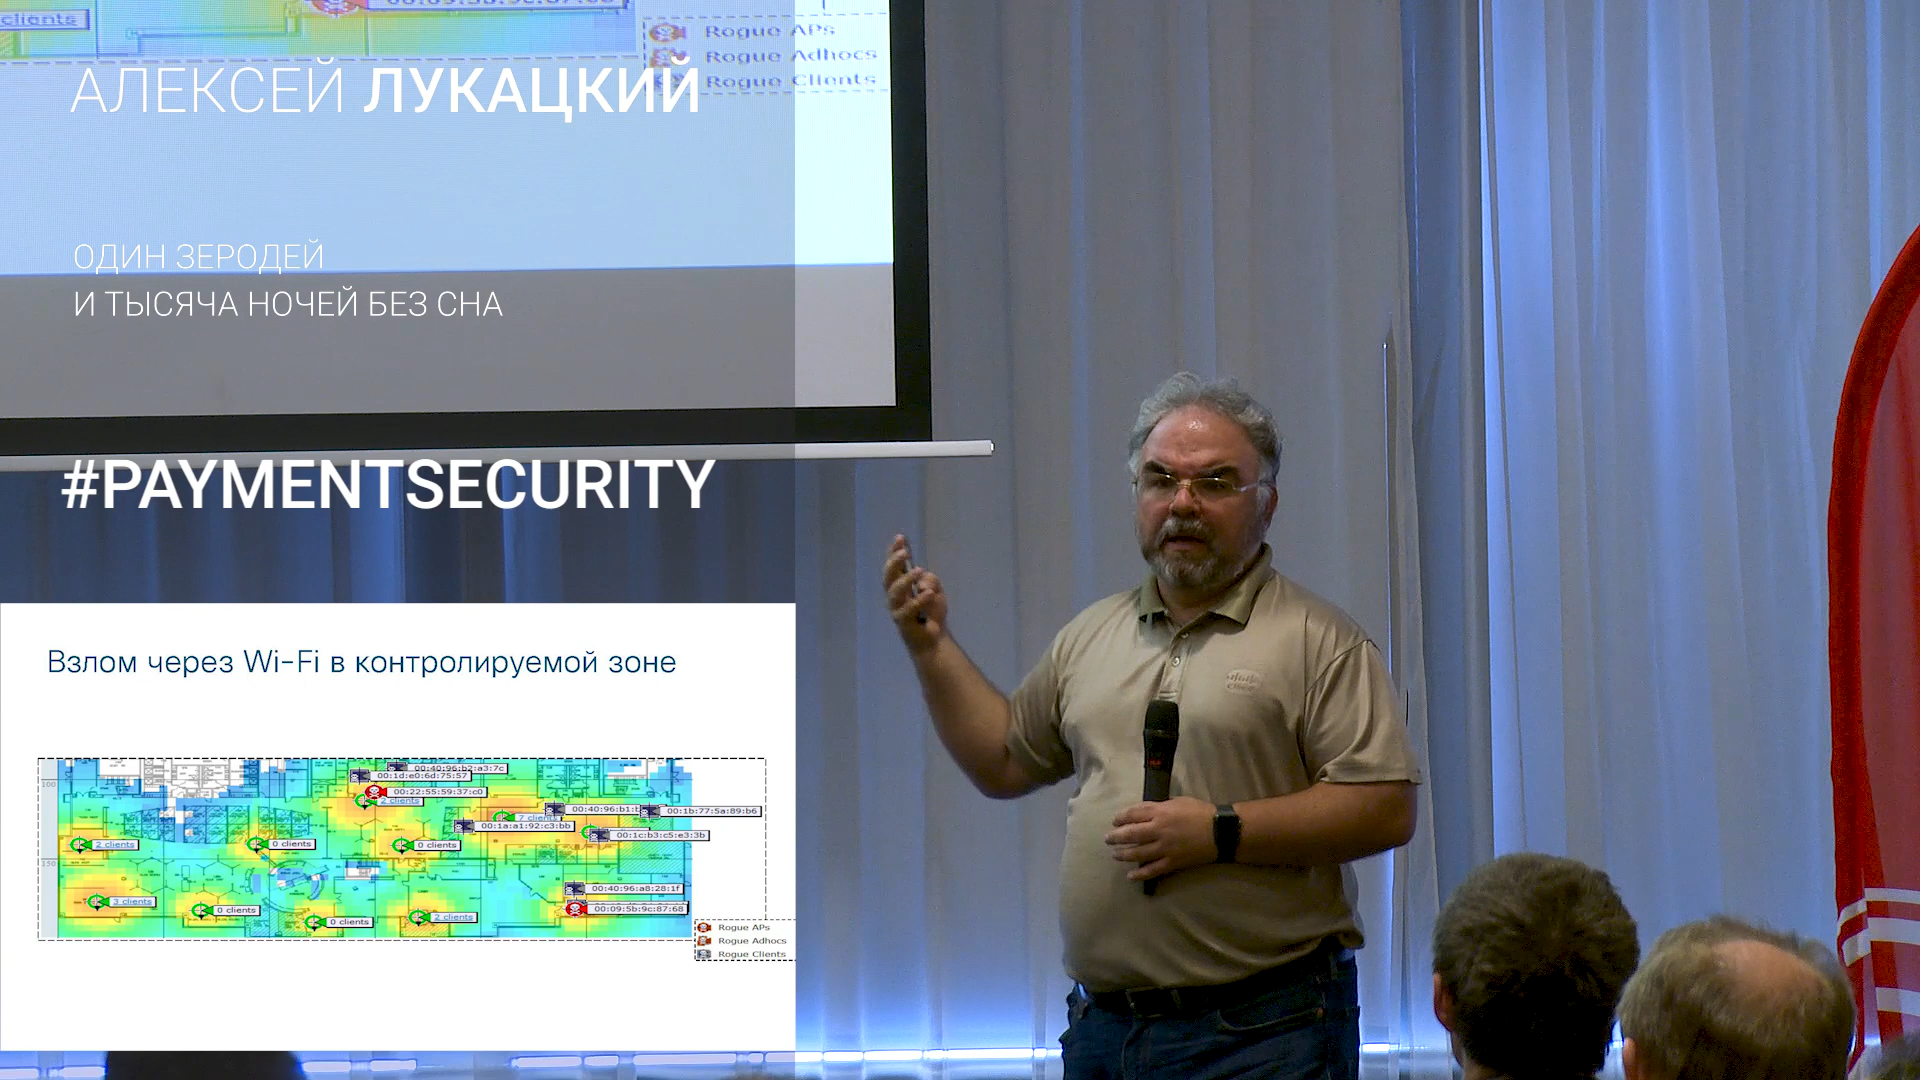 clients
Rogue APs
Rogue Adhocs
Rogue Clients
АЛЕКСЕЙ ЛУКАЦКИЙ
ОДИН ЗЕРОДЕЙ
И ТЫСЯЧА НОЧЕЙ БЕЗ СНА
#PAYMENTSECURITY
Взлом через Wi-Fi в контролируемой зоне
00:40:96:b2:a3:7c
00:1d:e0:6d:75:57
00:22:55:59:37:c0
2 clients
100
7 clients
00:40:96:b1:b
00:1b:77:5a:89:b6
00:1a:a1:92:c3:bb
00:1c:b3:c5:e3:3b
2 clients
0 clients
0 clients
150
00:40:96:a8:28:1f
3 clients
0 clients
0 clients
2 clients
00:09:5b:9c:87:68
Rogue APs
Rogue Adhocs
Rogue Clients
cisco